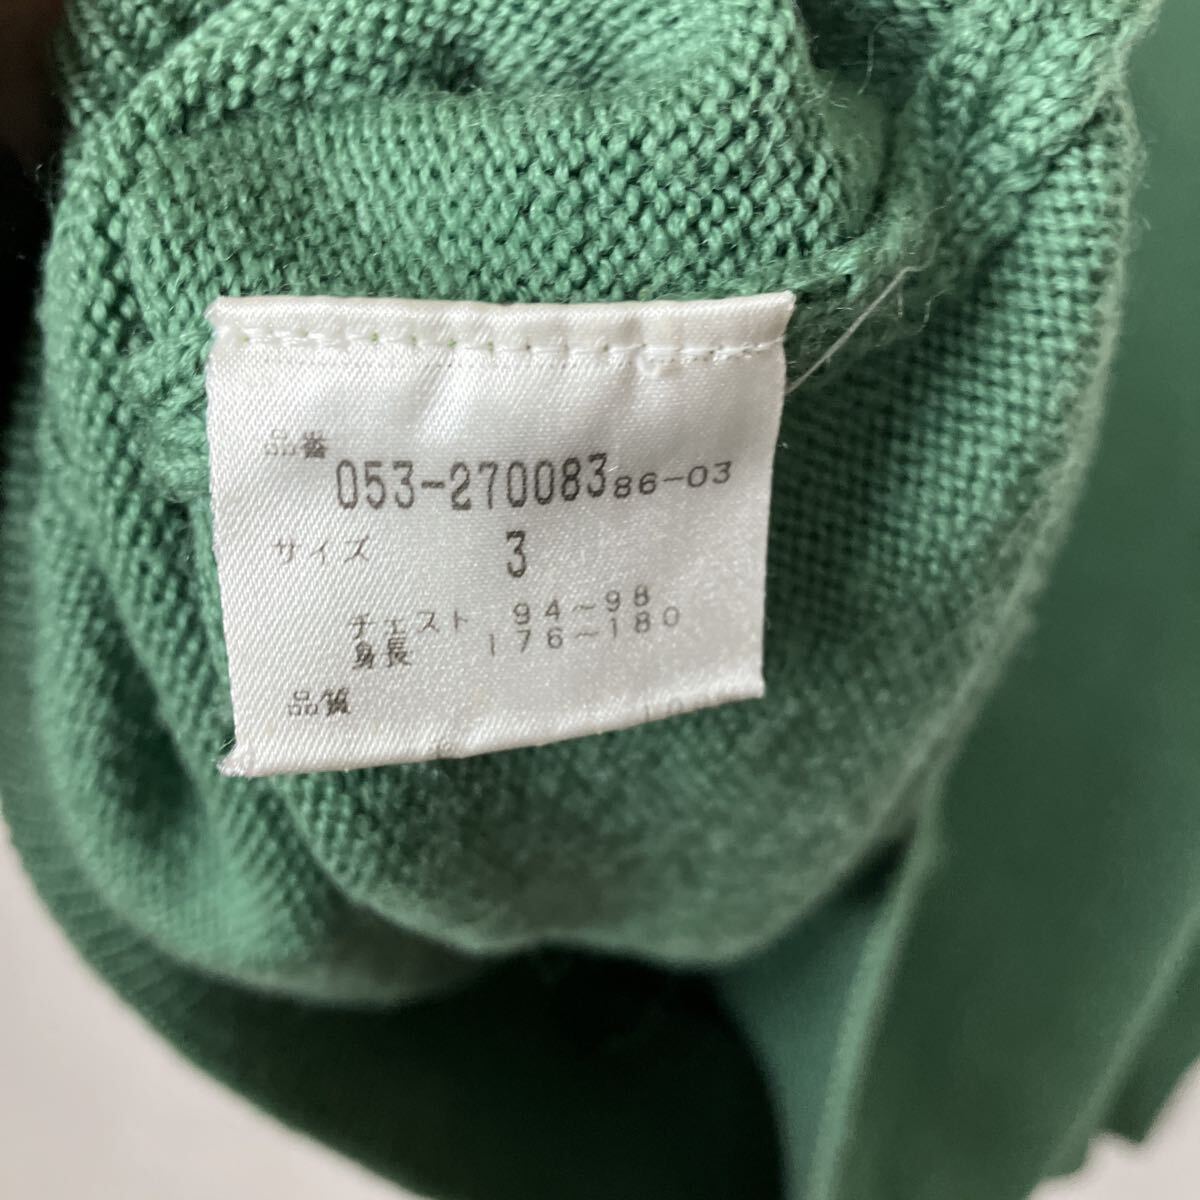 品番
053-270083 86-03
サイズ 3
チェスト 94~98
身長 176~180
品質